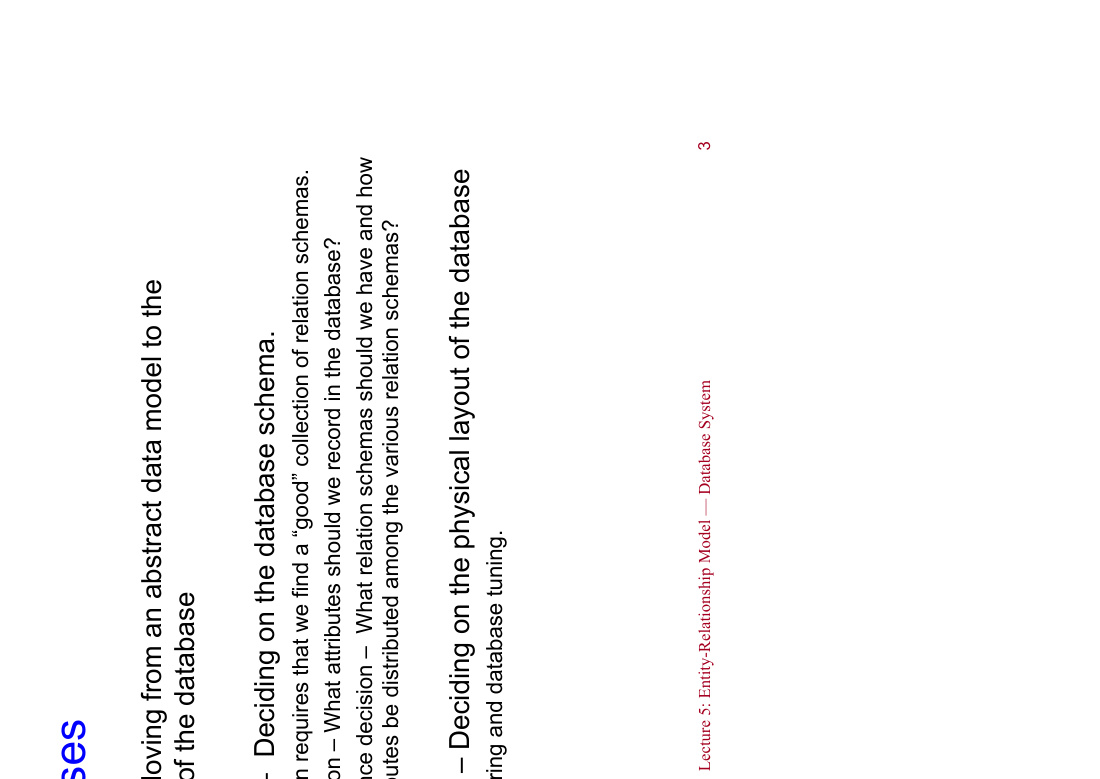 ses
loving from an abstract data model to the
of the database
- Deciding on the database schema.
n requires that we find a “good” collection of relation schemas.
on – What attributes should we record in the database?
nce decision – What relation schemas should we have and how
utes be distributed among the various relation schemas?
– Deciding on the physical layout of the database
ring and database tuning.
Lecture 5: Entity-Relationship Model — Database System
3